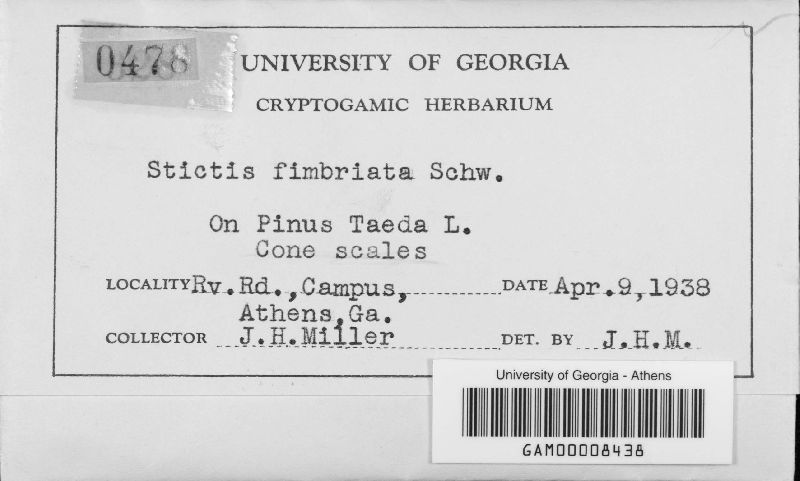 0478
UNIVERSITY OF GEORGIA
CRYPTOGAMIC HERBARIUM
Stictis fimbriata Schw.
On Pinus Taeda L.
Cone scales
LOCALITY Rv.Rd.,Campus, DATE Apr.9,1938
Athens,Ga.
COLLECTOR J.H.Miller DET. BY J.H.M.
University of Georgia - Athens
GAM00008438